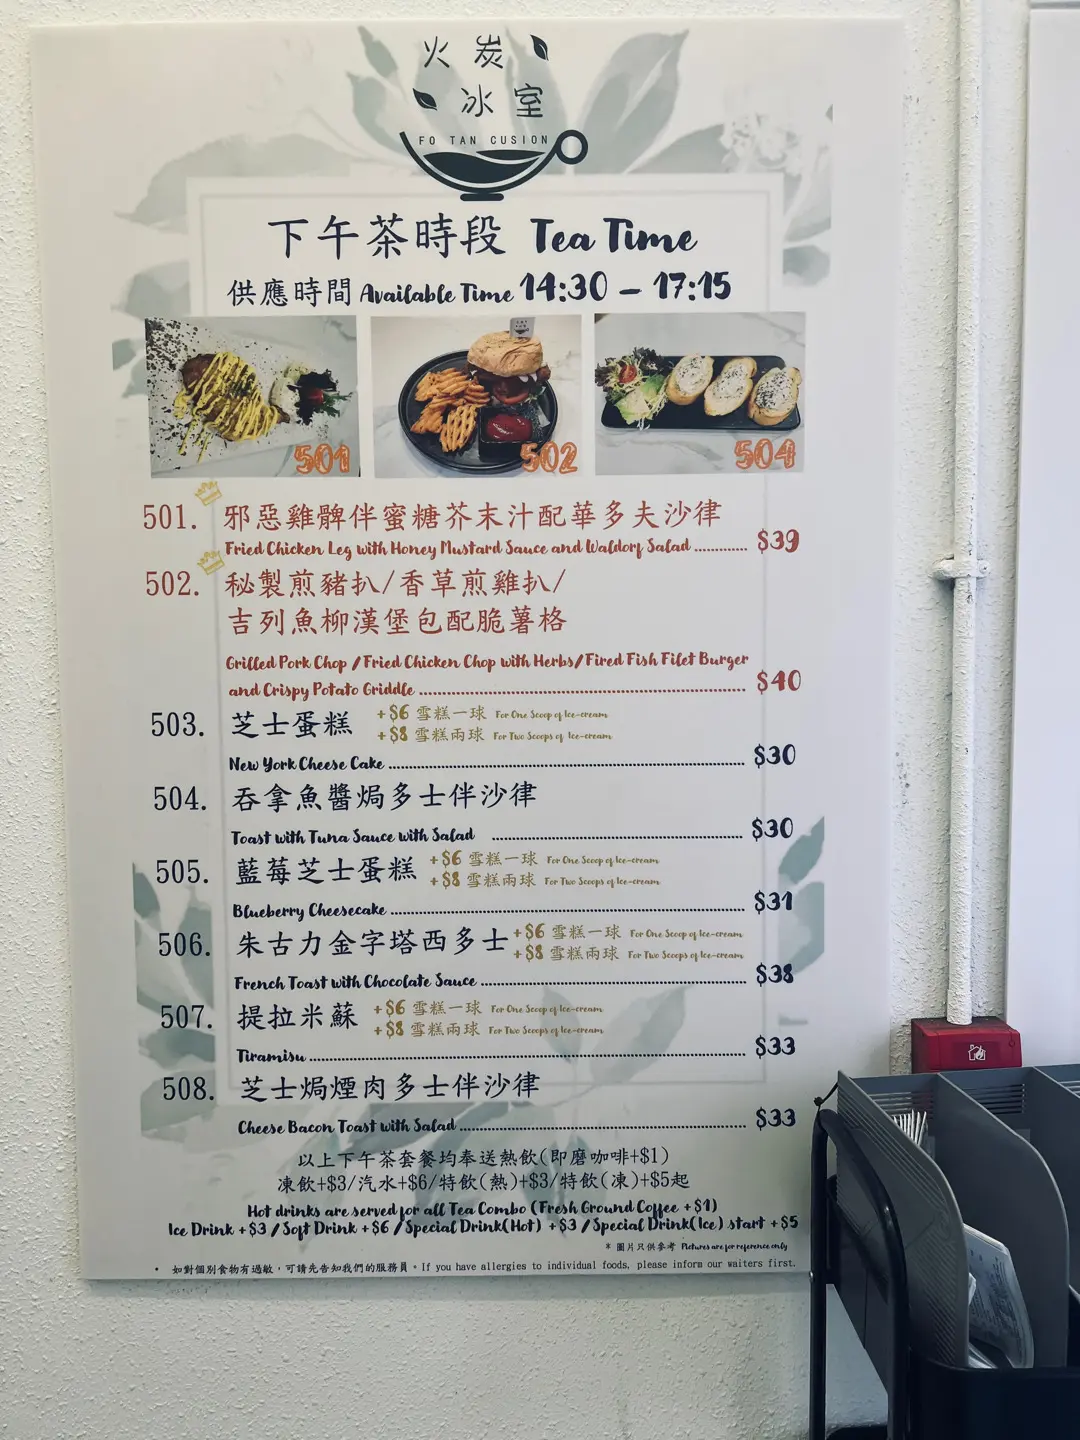 火炭
冰室
FO TAN CUSION
下午茶時段 Tea Time
供應時間 Available Time 14:30 – 17:15
501
502
504
501. 邪惡雞髀伴蜜糖芥末汁配華多夫沙律
Fried Chicken Leg with Honey Mustard Sauce and Waldorf Salad ............ $39
502. 秘製煎豬扒/香草煎雞扒/
吉列魚柳漢堡包配脆薯格
Grilled Pork Chop / Fried Chicken Chop with Herbs/Fired Fish Filet Burger
and Crispy Potato Griddle ............ $40
503. 芝士蛋糕 +$6 雪糕一球 For One Scoop of Ice-cream
+$8 雪糕兩球 For Two Scoops of Ice-cream
New York Cheese Cake ............ $30
504. 吞拿魚醬焗多士伴沙律
Toast with Tuna Sauce with Salad ............ $30
505. 藍莓芝士蛋糕 +$6 雪糕一球 For One Scoop of Ice-cream
+$8 雪糕兩球 For Two Scoops of Ice-cream
Blueberry Cheesecake ............ $31
506. 朱古力金字塔西多士 +$6 雪糕一球 For One Scoop of Ice-cream
+$8 雪糕兩球 For Two Scoops of Ice-cream
French Toast with Chocolate Sauce ............ $38
507. 提拉米蘇 +$6 雪糕一球 For One Scoop of Ice-cream
+$8 雪糕兩球 For Two Scoops of Ice-cream
Tiramisu ............ $33
508. 芝士焗煙肉多士伴沙律
Cheese Bacon Toast with Salad ............ $33
以上下午茶套餐均奉送熱飲(即磨咖啡+$1)
凍飲+$3/汽水+$6/特飲(熱)+$3/特飲(凍)+$5起
Hot drinks are served for all Tea Combo (Fresh Ground Coffee +$1)
Ice Drink +$3 / Soft Drink +$6 / Special Drink(Hot) +$3 / Special Drink(Ice) start +$5
* 圖片只供參考 Pictures are for reference only
• 如對個別食物有過敏，可請先告知我們的服務員。If you have allergies to individual foods, please inform our waiters first.